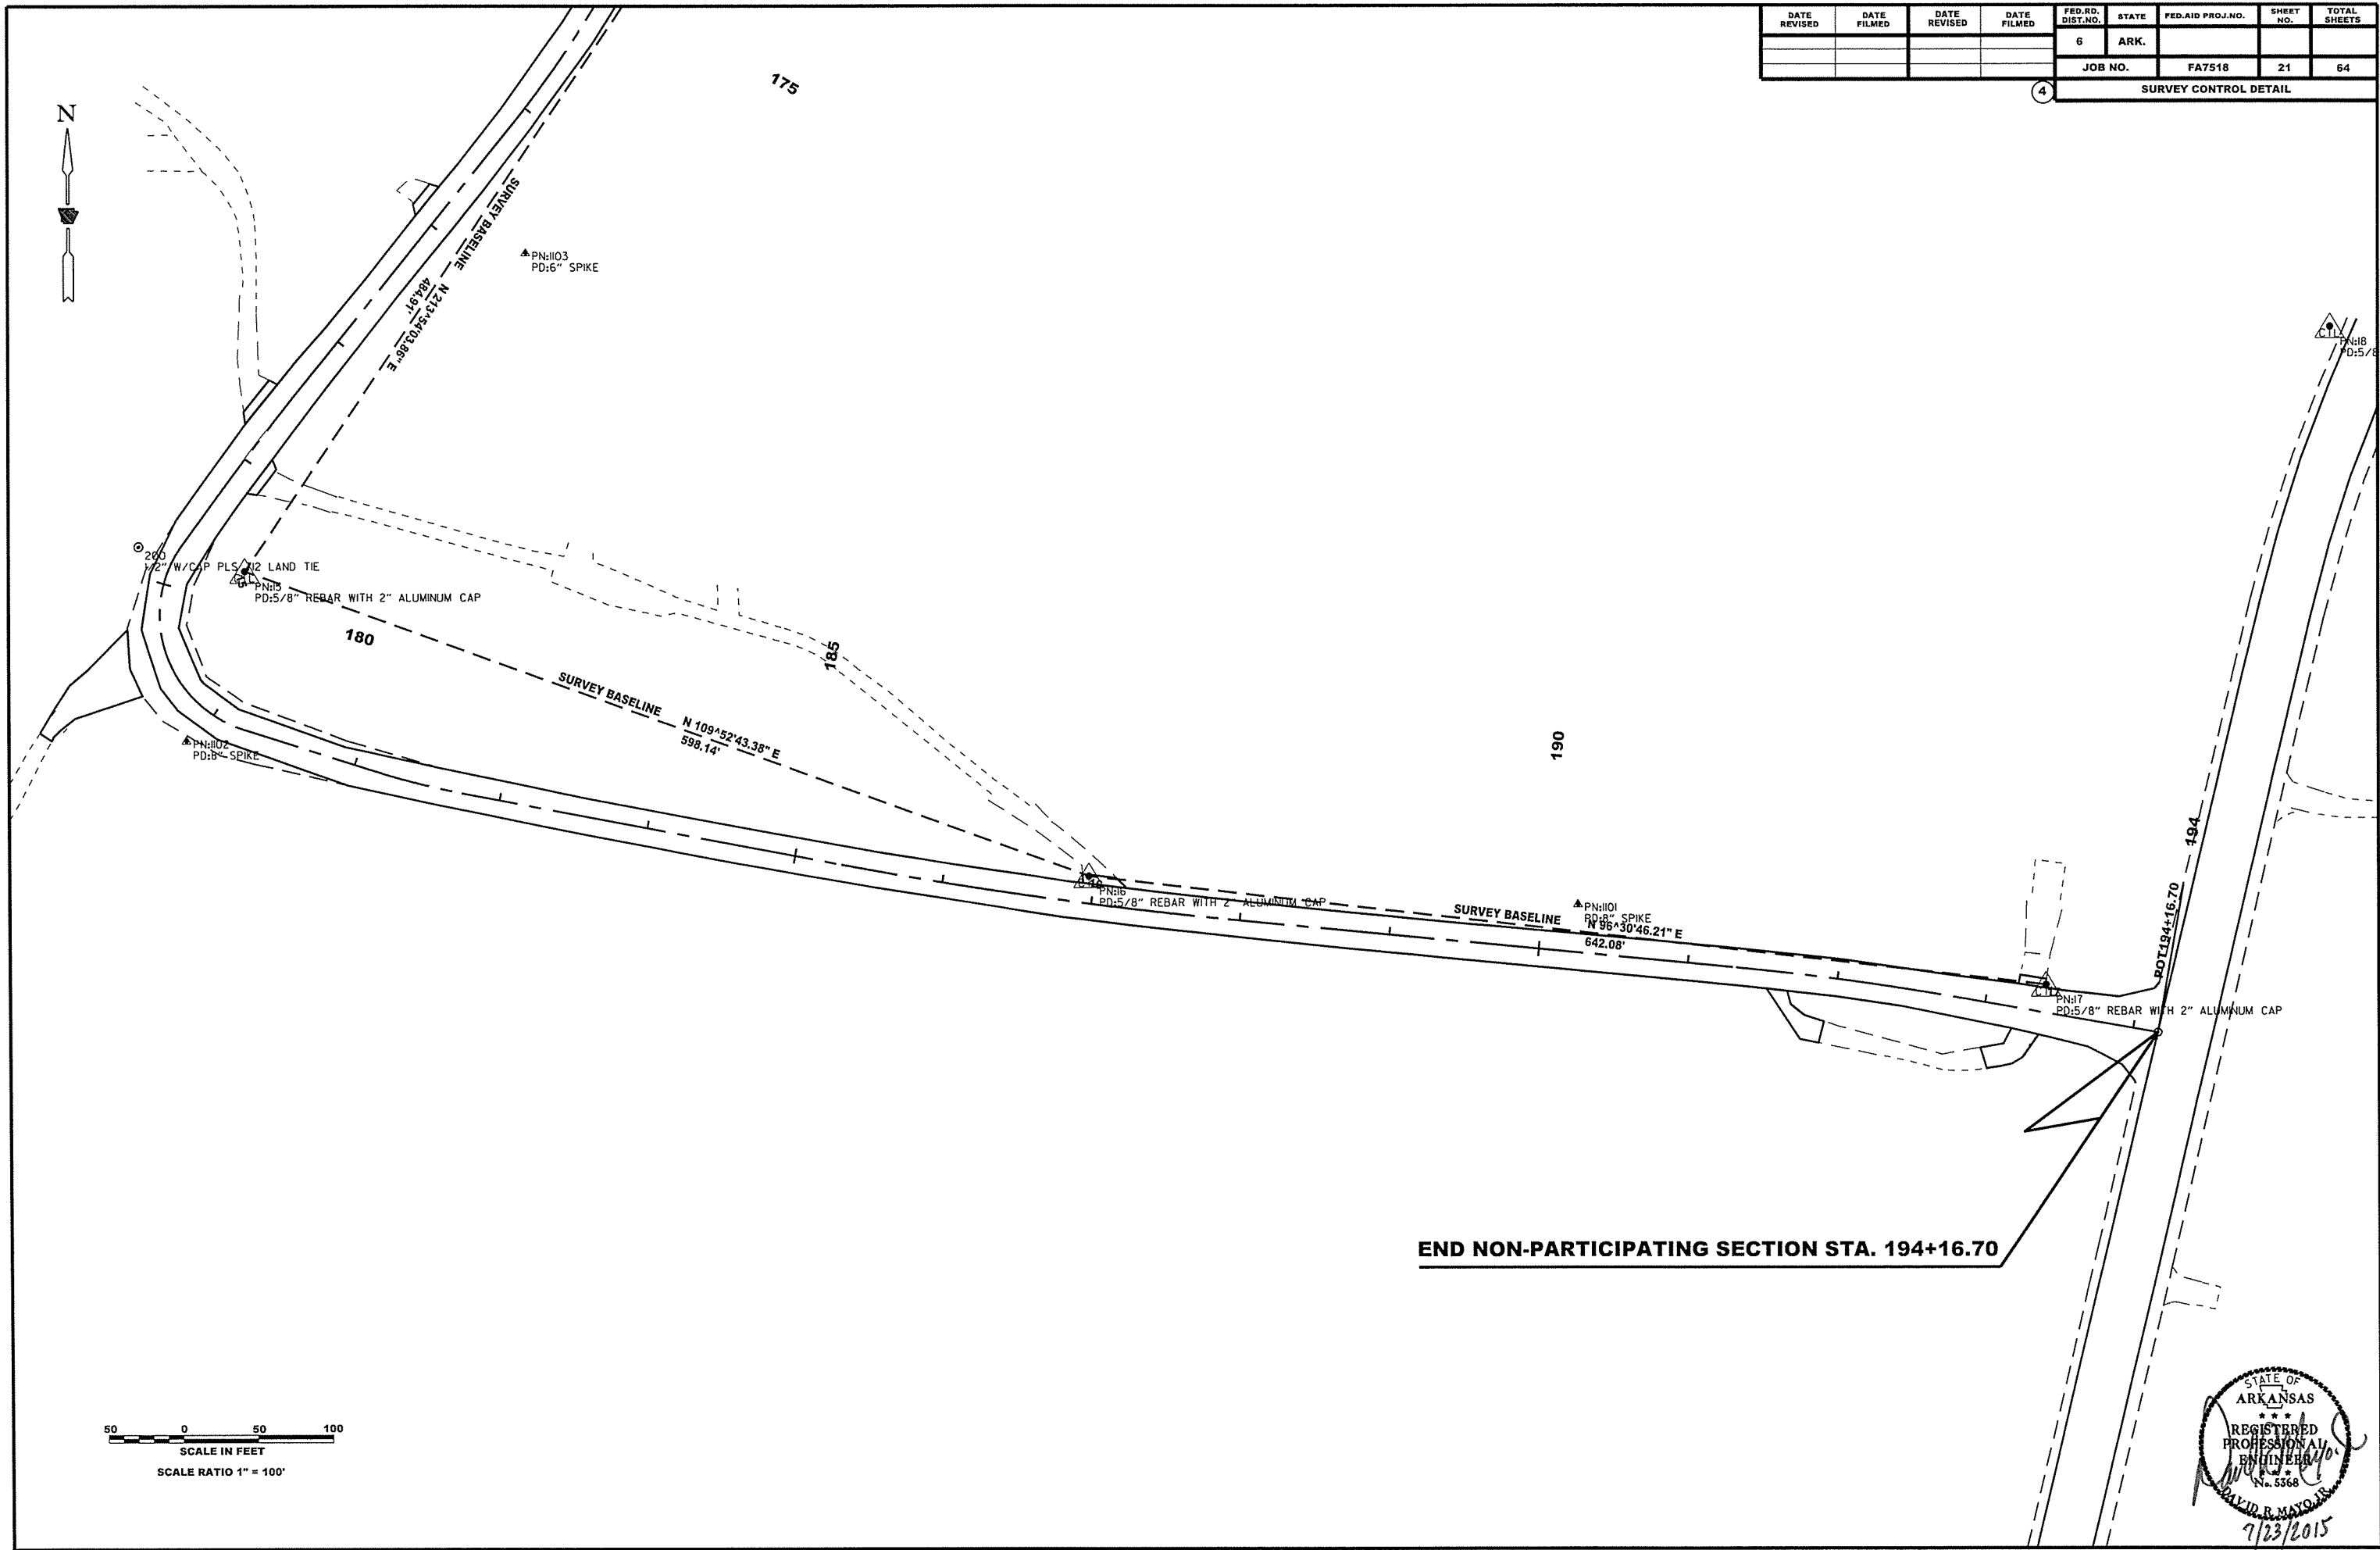 DATE REVISED
DATE FILMED
DATE REVISED
DATE FILMED
FED.RD. DIST.NO.
STATE
FED.AID PROJ.NO.
SHEET NO.
TOTAL SHEETS
6
ARK.
JOB NO.
FA7518
21
64
4
SURVEY CONTROL DETAIL
N
175
SURVEY BASELINE
N 213^54'03.86" E
484.91'
PN:1103
PD:6" SPIKE
PN:18
PD:5/8
200
1/2" W/CAP PLS 712 LAND TIE
PN:15
PD:5/8" REBAR WITH 2" ALUMINUM CAP
180
185
SURVEY BASELINE
N 109^52'43.38" E
598.14'
PN:1102
PD:8" SPIKE
190
194
POT194+16.70
PN:16
PD:5/8" REBAR WITH 2" ALUMINUM CAP
PN:1101
PD:8" SPIKE
SURVEY BASELINE
N 96^30'46.21" E
642.08'
PN:17
PD:5/8" REBAR WITH 2" ALUMINUM CAP
END NON-PARTICIPATING SECTION STA. 194+16.70
50 0 50 100
SCALE IN FEET
SCALE RATIO 1" = 100'
STATE OF
ARKANSAS
REGISTERED
PROFESSIONAL
ENGINEER
No. 5368
DAVID R. MAYO, JR.
7/23/2015